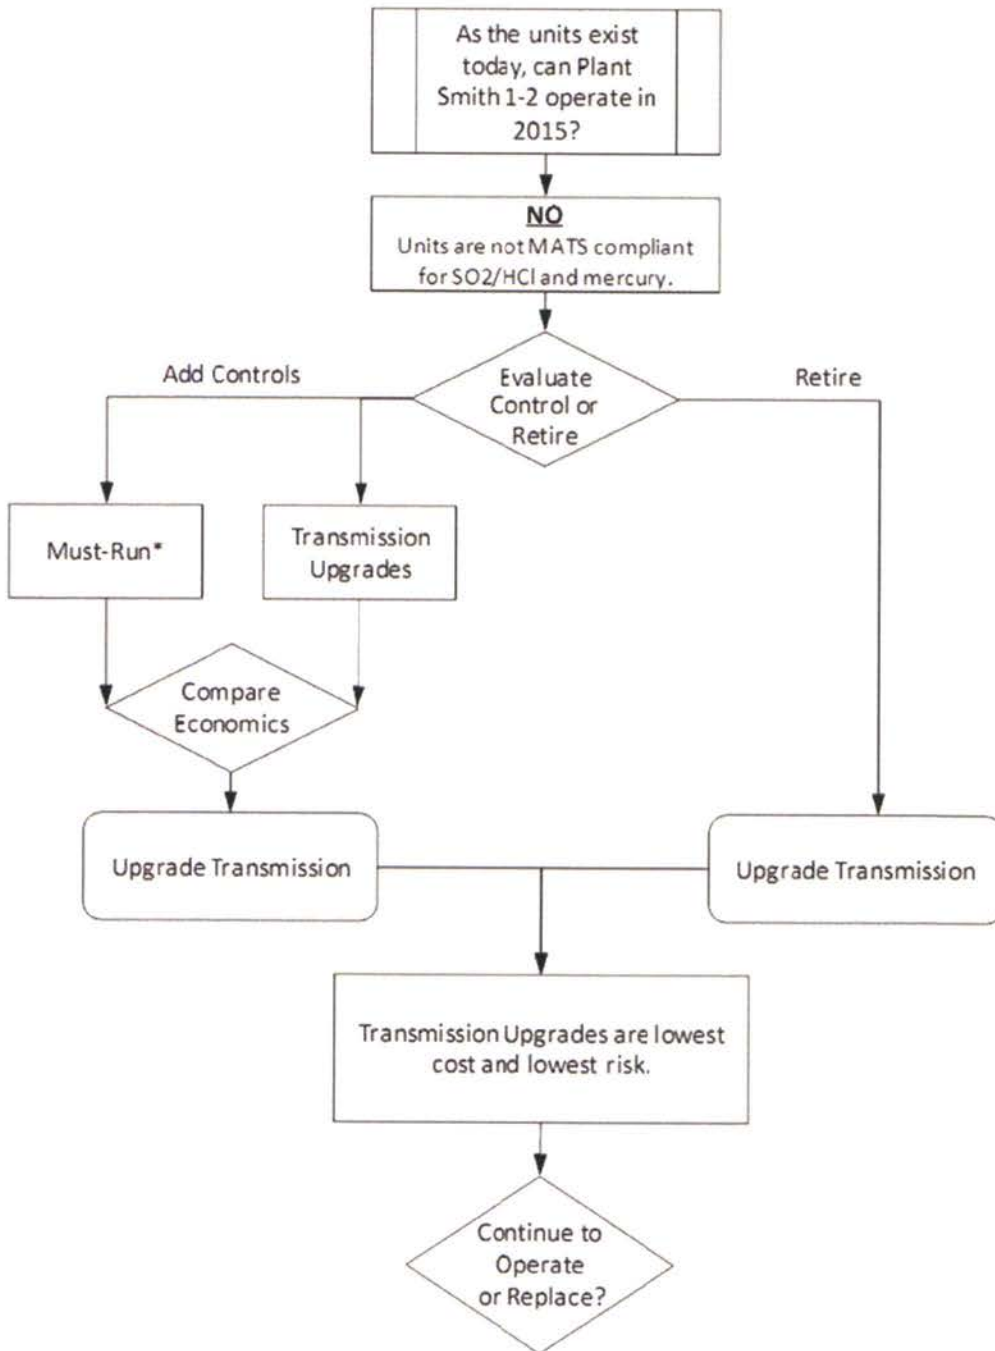 As the units exist
today, can Plant
Smith 1-2 operate in
2015?
NO
Units are not MATS compliant
for SO2/HCl and mercury.
Add Controls
Evaluate
Control or
Retire
Retire
Must-Run*
Transmission
Upgrades
Compare
Economics
Upgrade Transmission
Upgrade Transmission
Transmission Upgrades are lowest
cost and lowest risk.
Continue to
Operate
or Replace?